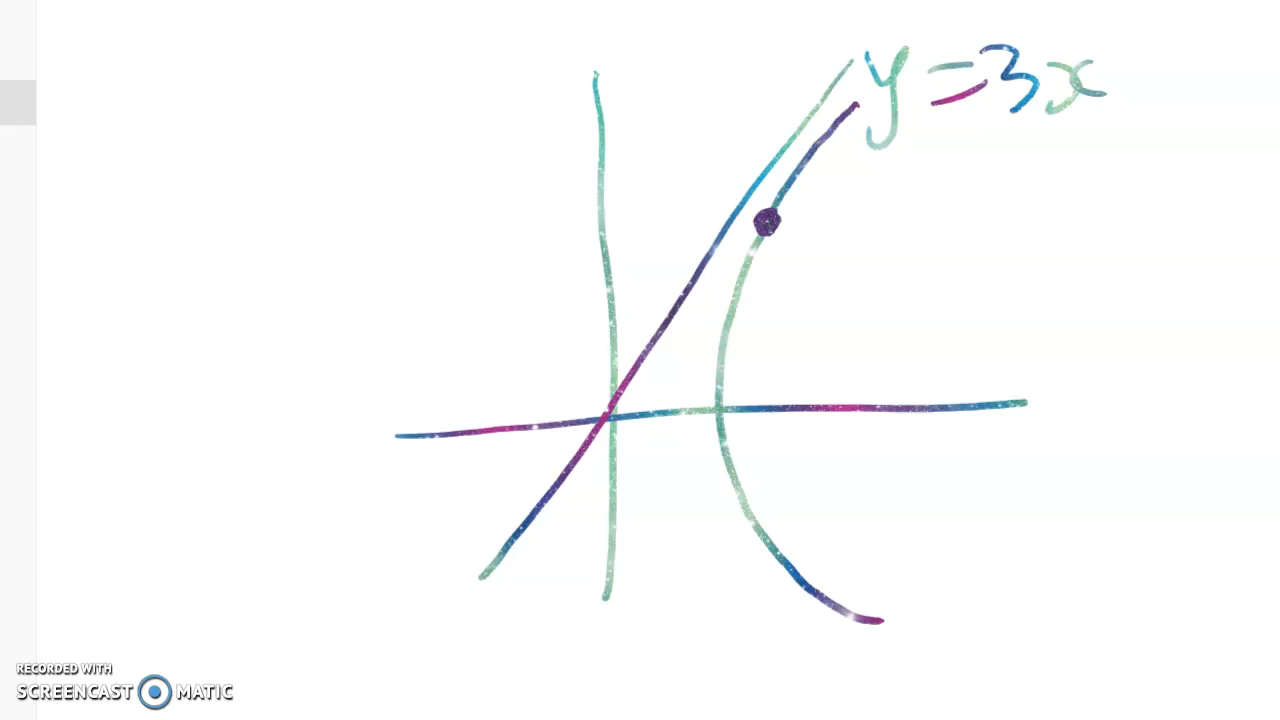 y = 3x
RECORDED WITH
SCREENCAST MATIC